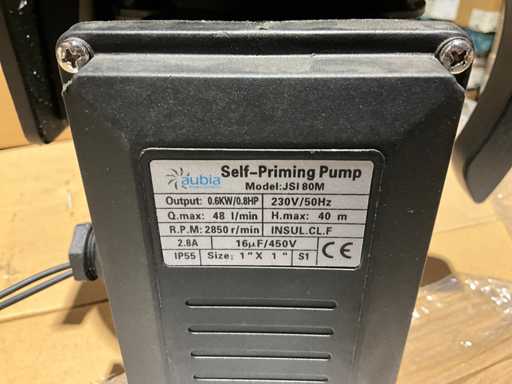 aubia
Self-Priming Pump
Model:JSI 80M
Output: 0.6KW/0.8HP 230V/50Hz
Q.max: 48 l/min H.max: 40 m
R.P.M: 2850 r/min INSUL.CL.F
2.8A 16µF/450V
IP55 Size: 1"X 1" S1 CE